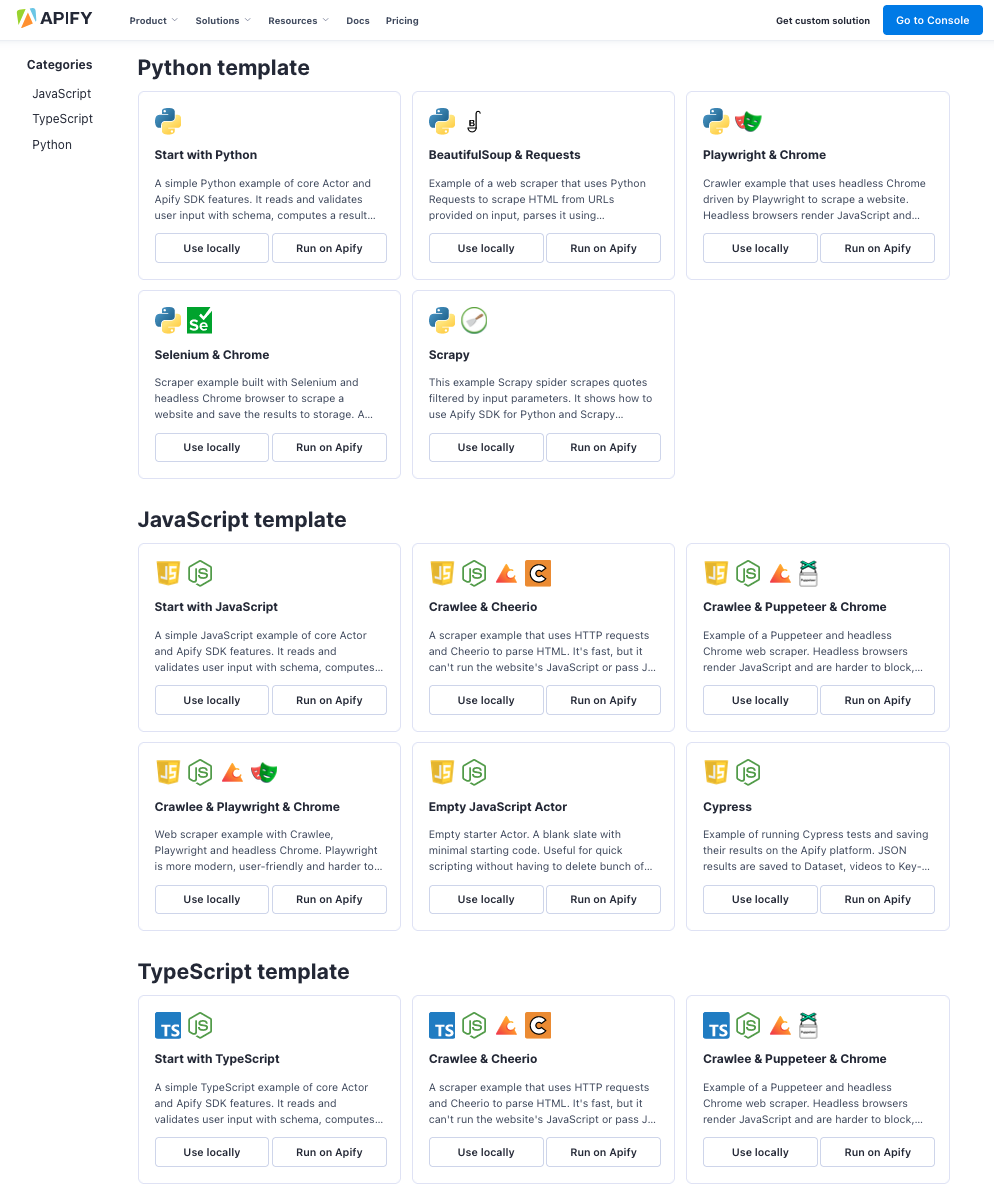 APIFY Product Solutions Resources Docs Pricing Get custom solution Go to Console
Categories
JavaScript
TypeScript
Python
Python template
Start with Python
A simple Python example of core Actor and
Apify SDK features. It reads and validates
user input with schema, computes a result...
Use locally Run on Apify
B
BeautifulSoup & Requests
Example of a web scraper that uses Python
Requests to scrape HTML from URLs
provided on input, parses it using...
Use locally Run on Apify
Playwright & Chrome
Crawler example that uses headless Chrome
driven by Playwright to scrape a website.
Headless browsers render JavaScript and...
Use locally Run on Apify
Se
Selenium & Chrome
Scraper example built with Selenium and
headless Chrome browser to scrape a
website and save the results to storage. A...
Use locally Run on Apify
Scrapy
This example Scrapy spider scrapes quotes
filtered by input parameters. It shows how to
use Apify SDK for Python and Scrapy...
Use locally Run on Apify
JavaScript template
JS JS
Start with JavaScript
A simple JavaScript example of core Actor
and Apify SDK features. It reads and
validates user input with schema, computes...
Use locally Run on Apify
JS JS C
Crawlee & Cheerio
A scraper example that uses HTTP requests
and Cheerio to parse HTML. It's fast, but it
can't run the website's JavaScript or pass J...
Use locally Run on Apify
JS JS Puppeteer
Crawlee & Puppeteer & Chrome
Example of a Puppeteer and headless
Chrome web scraper. Headless browsers
render JavaScript and are harder to block,...
Use locally Run on Apify
JS JS
Crawlee & Playwright & Chrome
Web scraper example with Crawlee,
Playwright and headless Chrome. Playwright
is more modern, user-friendly and harder to...
Use locally Run on Apify
JS JS
Empty JavaScript Actor
Empty starter Actor. A blank slate with
minimal starting code. Useful for quick
scripting without having to delete bunch of...
Use locally Run on Apify
JS JS
Cypress
Example of running Cypress tests and saving
their results on the Apify platform. JSON
results are saved to Dataset, videos to Key-...
Use locally Run on Apify
TypeScript template
TS JS
Start with TypeScript
A simple TypeScript example of core Actor
and Apify SDK features. It reads and
validates user input with schema, computes...
Use locally Run on Apify
TS JS C
Crawlee & Cheerio
A scraper example that uses HTTP requests
and Cheerio to parse HTML. It's fast, but it
can't run the website's JavaScript or pass J...
Use locally Run on Apify
TS JS Puppeteer
Crawlee & Puppeteer & Chrome
Example of a Puppeteer and headless
Chrome web scraper. Headless browsers
render JavaScript and are harder to block,...
Use locally Run on Apify